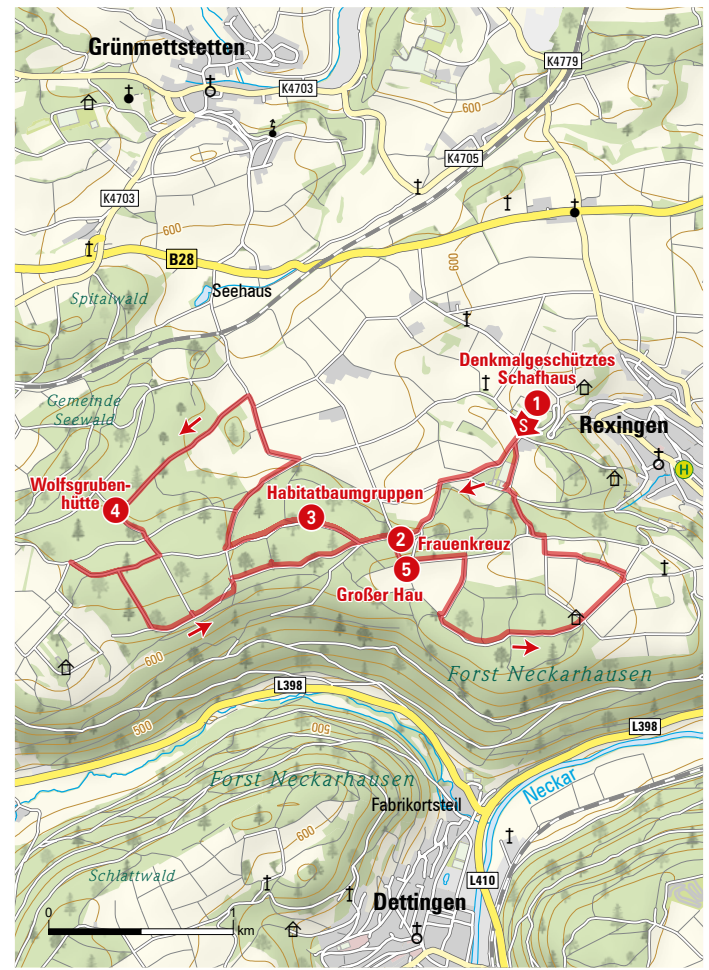 Grünmettstetten
K4779
K4703
600
K4705
K4703
600
B28
600
Spitalwald
Seehaus
Denkmalgeschütztes
Schafhaus
1
S
Gemeinde
Seewald
Rexingen
H
Wolfsgruben-
hütte
4
Habitatbaumgruppen
3
2
Frauenkreuz
5
Großer Hau
600
Forst Neckarhausen
L398
500
500
L398
Forst Neckarhausen
Neckar
Fabrikortsteil
600
Schlattwald
L410
Dettingen
0
1
km